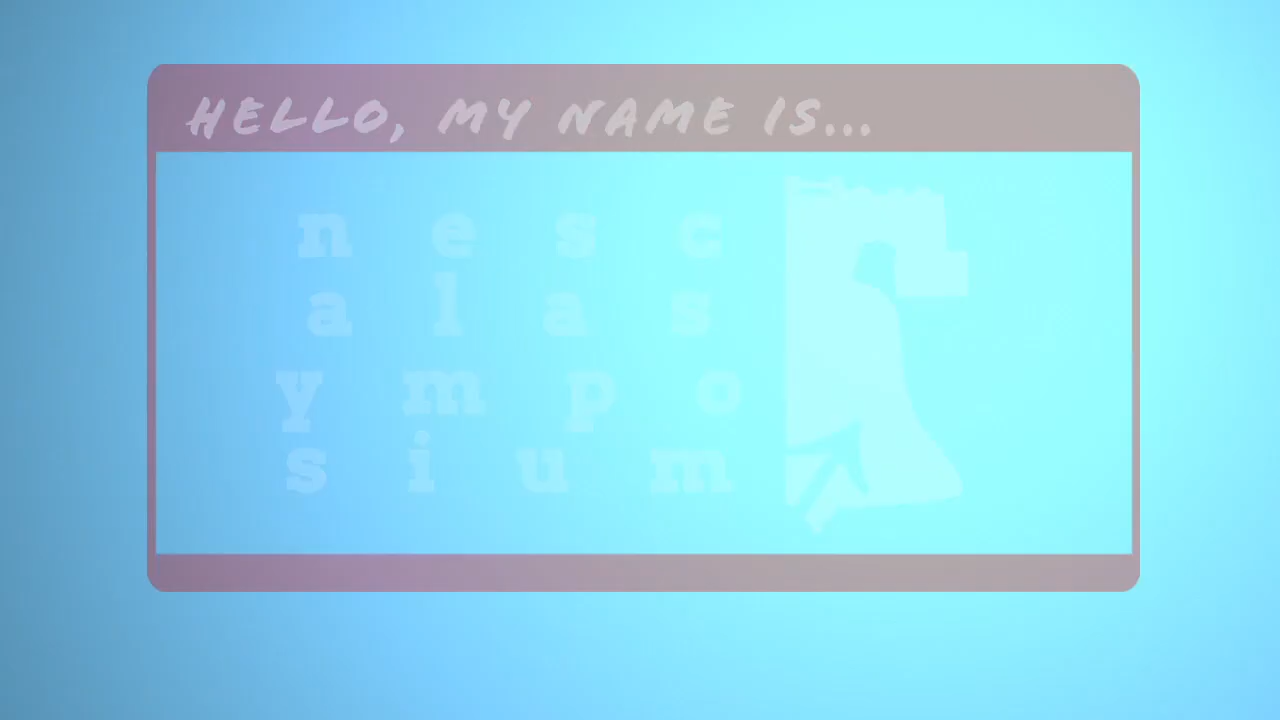 HELLO, MY NAME IS...
n e s c
a l a s
y m p o
s i u m